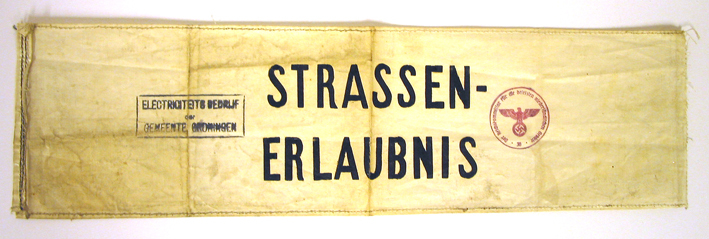 STRASSEN-
ERLAUBNIS
ELECTRICITEITS BEDRIJF
der
GEMEENTE GRONINGEN